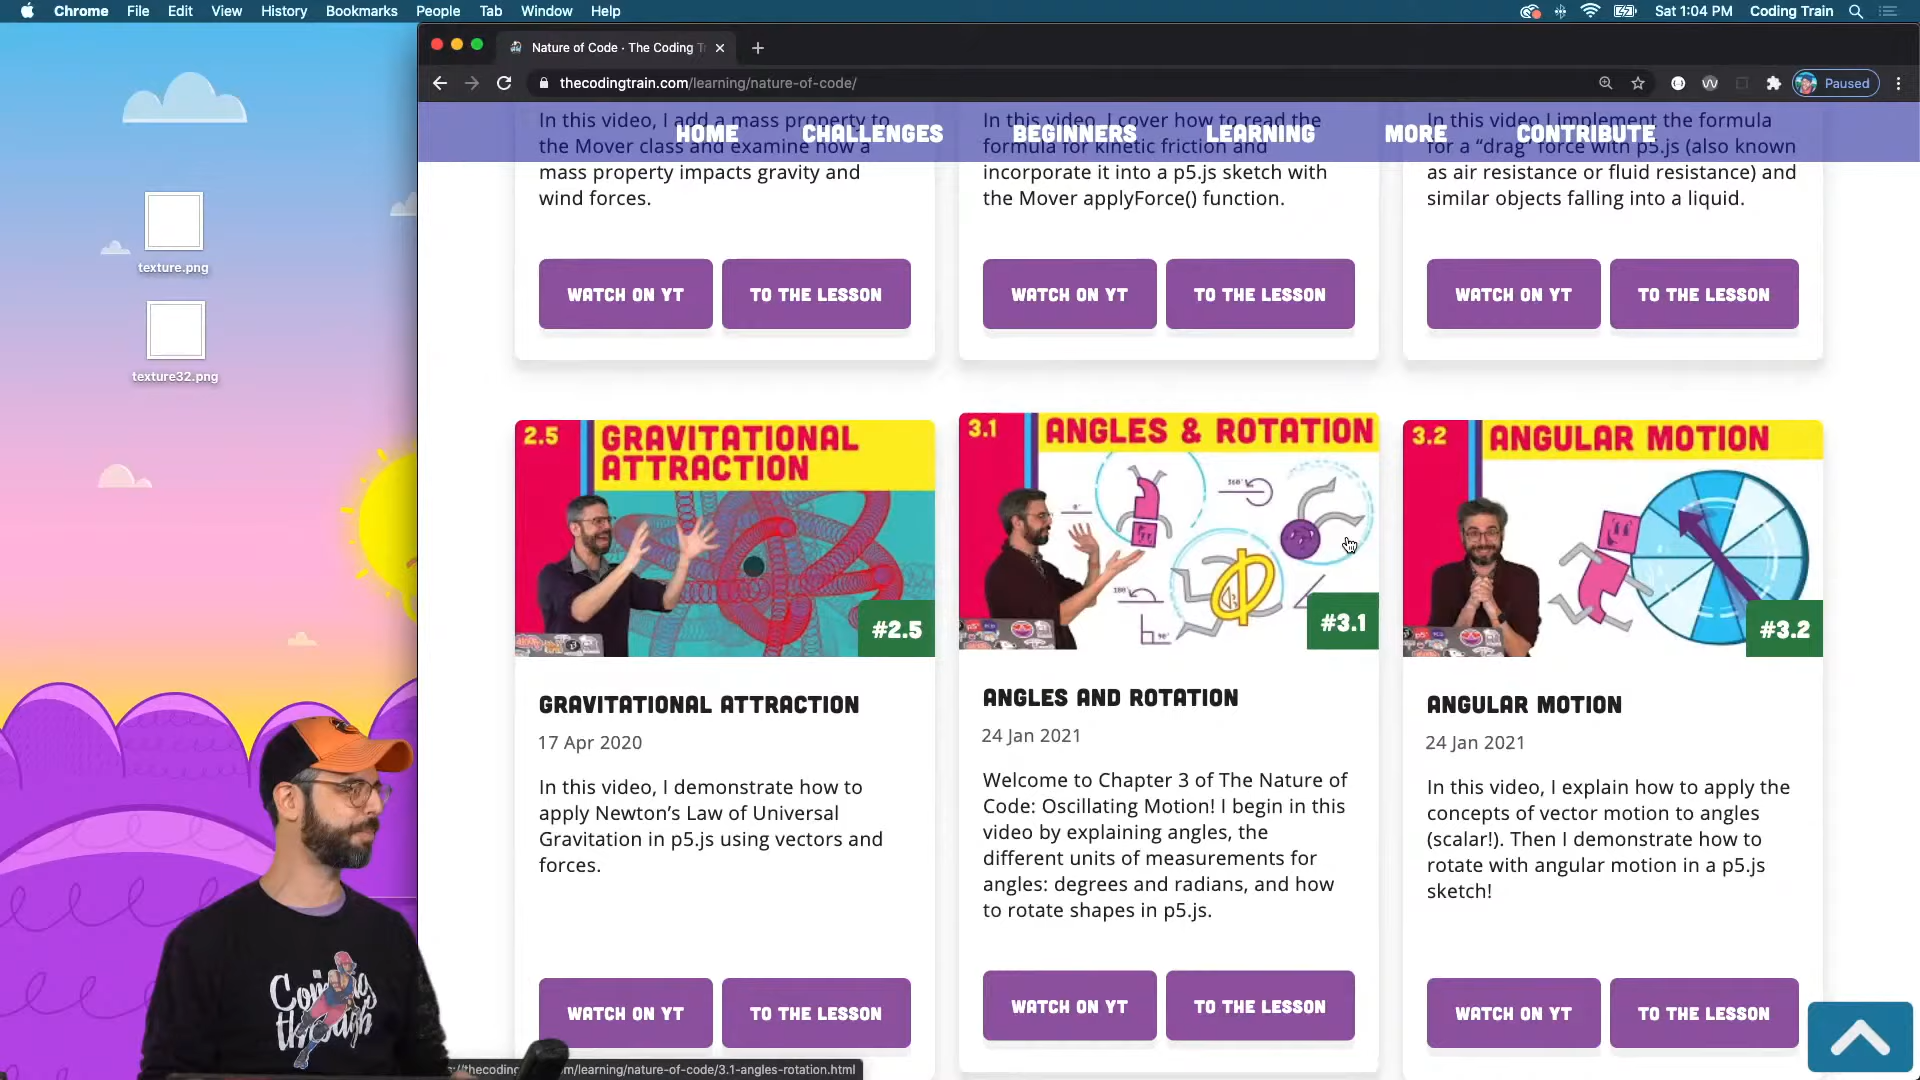 Chrome File Edit View History Bookmarks People Tab Window Help
Sat 1:04 PM Coding Train
Nature of Code · The Coding T
thecodingtrain.com/learning/nature-of-code/
Paused
HOME CHALLENGES BEGINNERS LEARNING MORE CONTRIBUTE
In this video, I add a mass property to
the Mover class and examine how a
mass property impacts gravity and
wind forces.
WATCH ON YT
TO THE LESSON
In this video, I cover how to read the
formula for kinetic friction and
incorporate it into a p5.js sketch with
the Mover applyForce() function.
WATCH ON YT
TO THE LESSON
In this video I implement the formula
for a “drag” force with p5.js (also known
as air resistance or fluid resistance) and
similar objects falling into a liquid.
WATCH ON YT
TO THE LESSON
texture.png
texture32.png
2.5
GRAVITATIONAL
ATTRACTION
#2.5
GRAVITATIONAL ATTRACTION
17 Apr 2020
In this video, I demonstrate how to
apply Newton’s Law of Universal
Gravitation in p5.js using vectors and
forces.
WATCH ON YT
TO THE LESSON
3.1
ANGLES & ROTATION
0°
360°
180°
90°
#3.1
ANGLES AND ROTATION
24 Jan 2021
Welcome to Chapter 3 of The Nature of
Code: Oscillating Motion! I begin in this
video by explaining angles, the
different units of measurements for
angles: degrees and radians, and how
to rotate shapes in p5.js.
WATCH ON YT
TO THE LESSON
3.2
ANGULAR MOTION
#3.2
ANGULAR MOTION
24 Jan 2021
In this video, I explain how to apply the
concepts of vector motion to angles
(scalar!). Then I demonstrate how to
rotate with angular motion in a p5.js
sketch!
WATCH ON YT
TO THE LESSON
through
m/learning/nature-of-code/3.1-angles-rotation.html